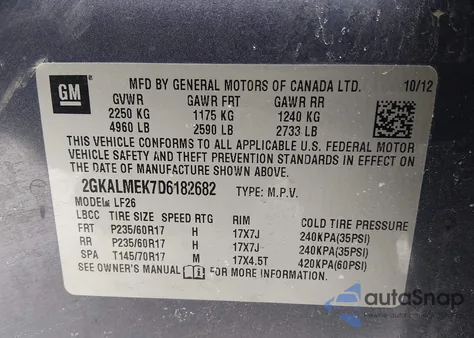 GM
MFD BY GENERAL MOTORS OF CANADA LTD. 10/12
GVWR GAWR FRT GAWR RR
2250 KG 1175 KG 1240 KG
4960 LB 2590 LB 2733 LB
THIS VEHICLE CONFORMS TO ALL APPLICABLE U.S. FEDERAL MOTOR
VEHICLE SAFETY AND THEFT PREVENTION STANDARDS IN EFFECT
ON THE DATE OF MANUFACTURE SHOWN ABOVE.
2GKALMEK7D6182682 TYPE: M.P.V.
MODEL: LF26
LBCC TIRE SIZE SPEED RTG RIM COLD TIRE PRESSURE
FRT P235/60R17 H 17X7J 240KPA(35PSI)
RR P235/60R17 H 17X7J 240KPA(35PSI)
SPA T145/70R17 M 17X4.5T 420KPA(60PSI)
SEE OWNER'S MANUAL FOR MORE INFORMATION.
autoSnap